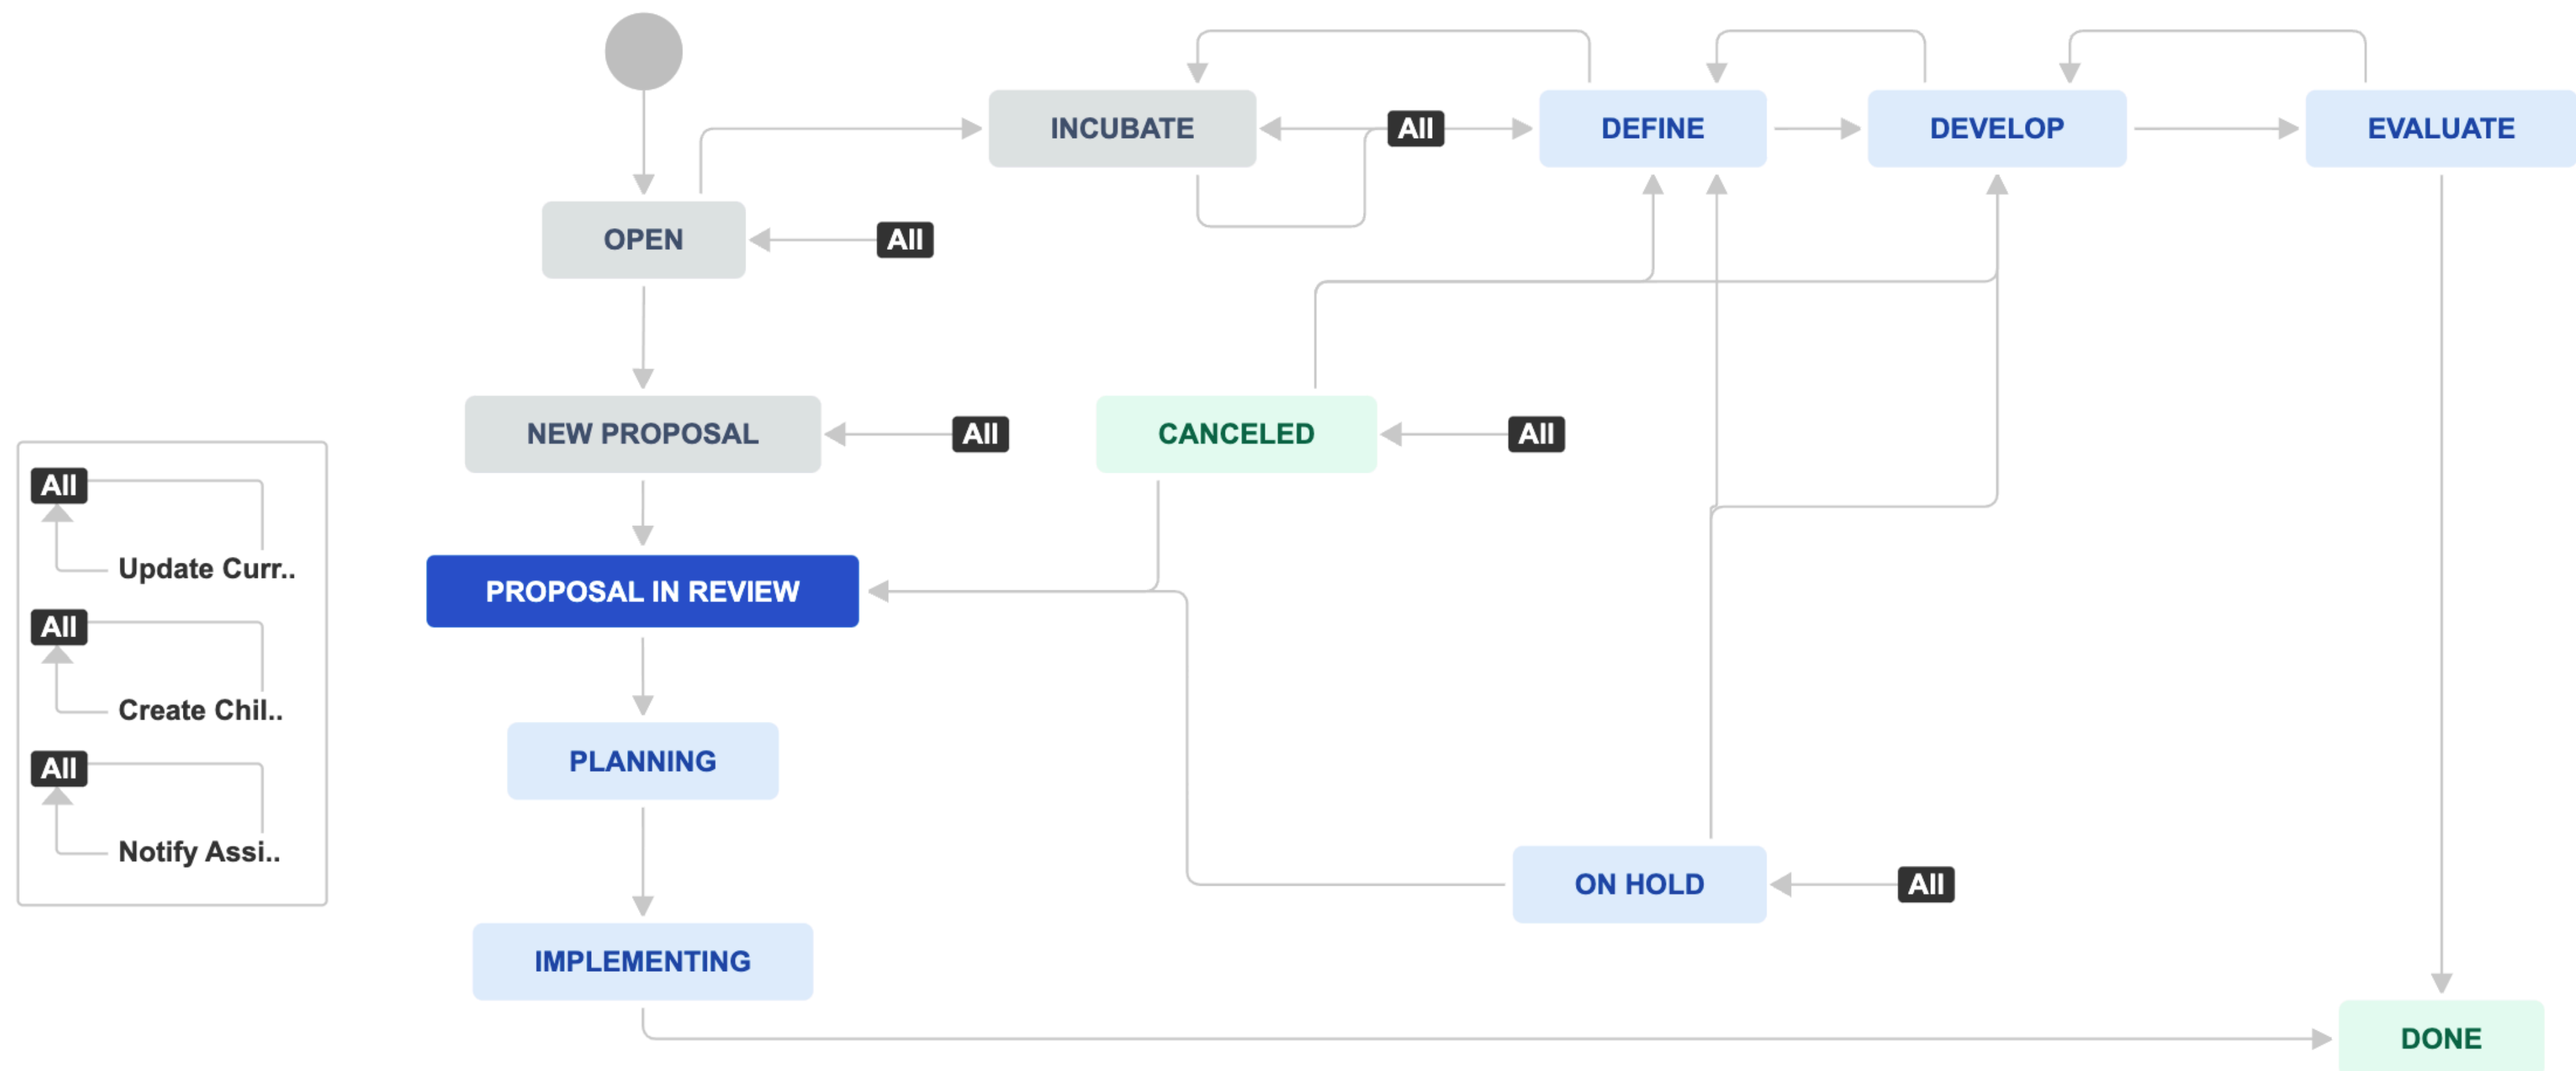 INCUBATE
All
DEFINE
DEVELOP
EVALUATE
OPEN
All
NEW PROPOSAL
All
CANCELED
All
All
Update Curr..
All
Create Chil..
All
Notify Assi..
PROPOSAL IN REVIEW
PLANNING
ON HOLD
All
IMPLEMENTING
DONE